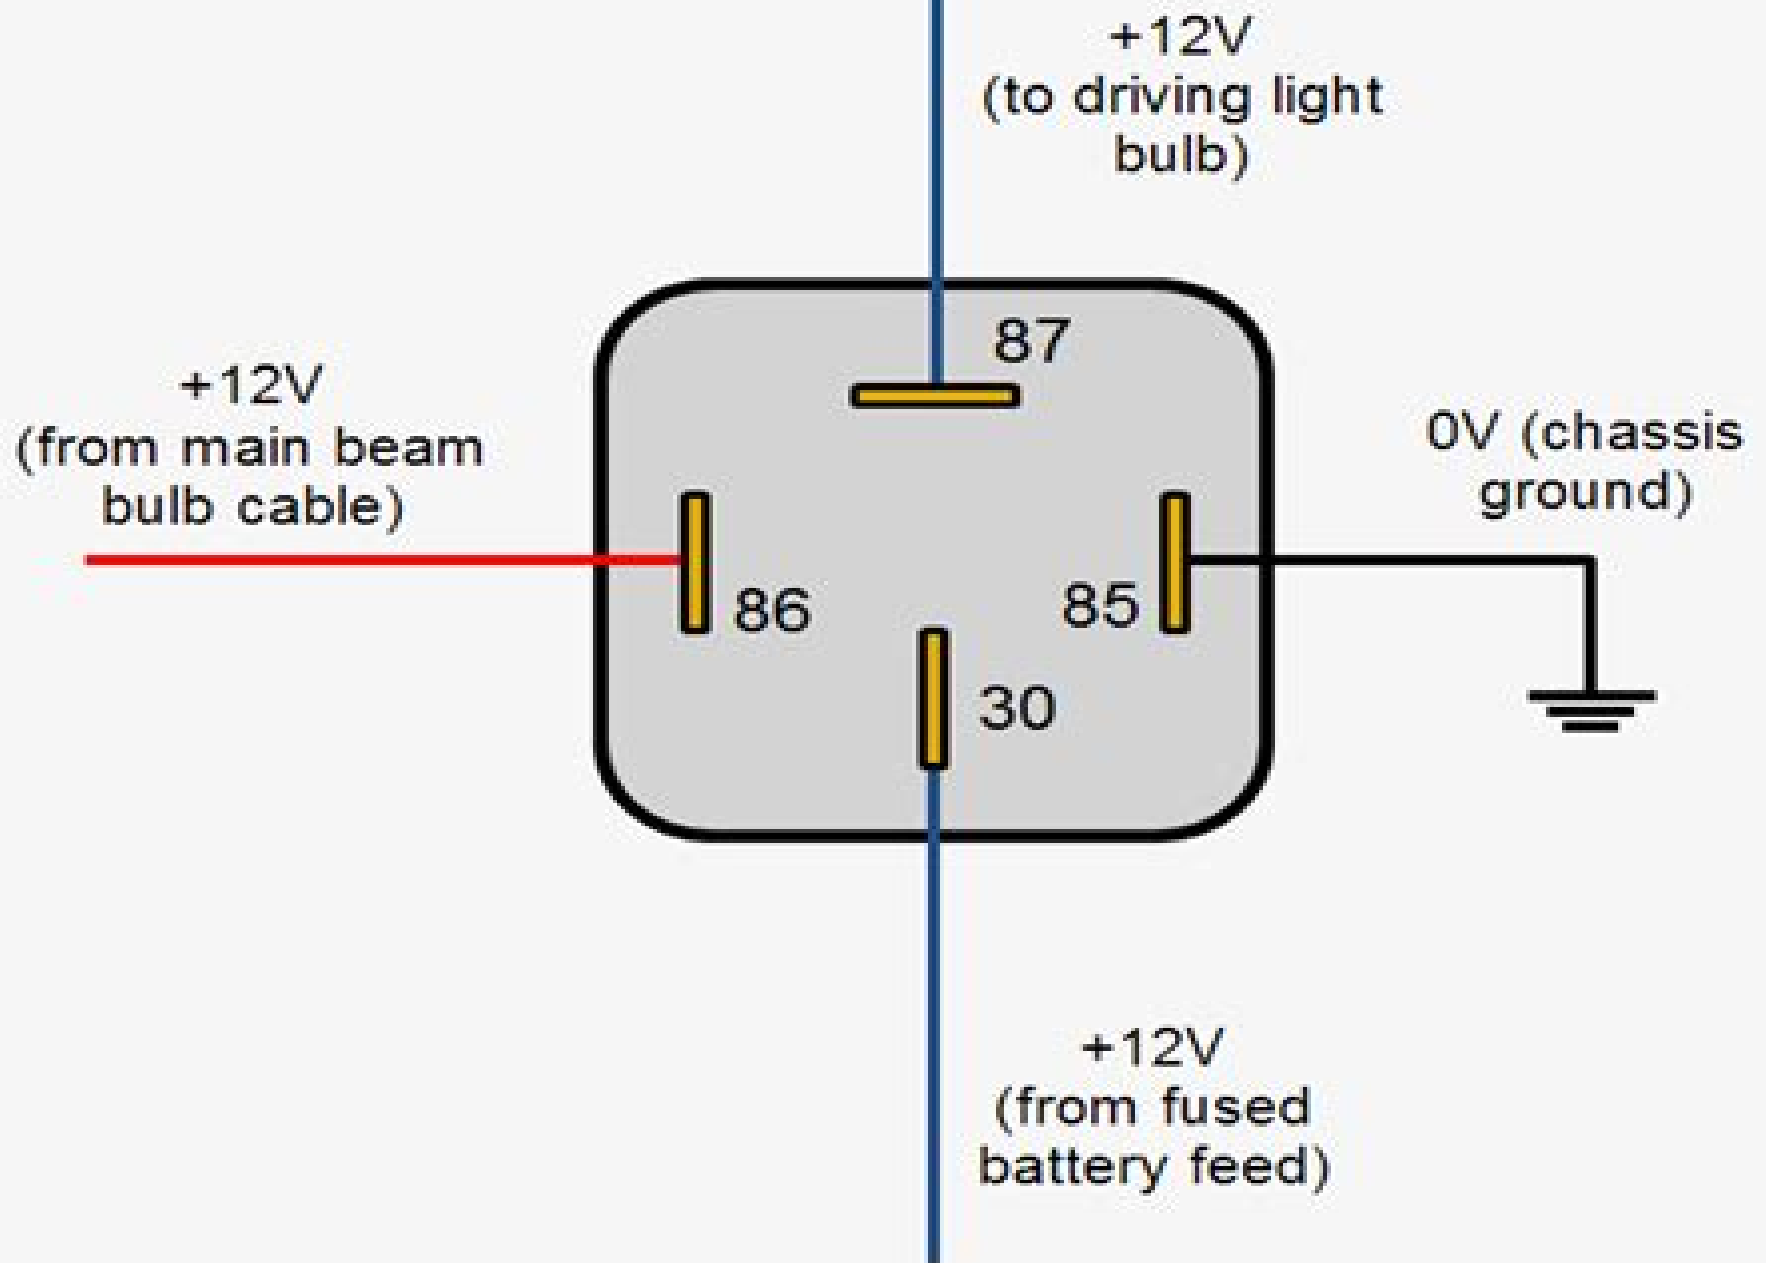 +12V
(to driving light
bulb)
87
+12V
(from main beam
bulb cable)
0V (chassis
ground)
86
85
30
+12V
(from fused
battery feed)